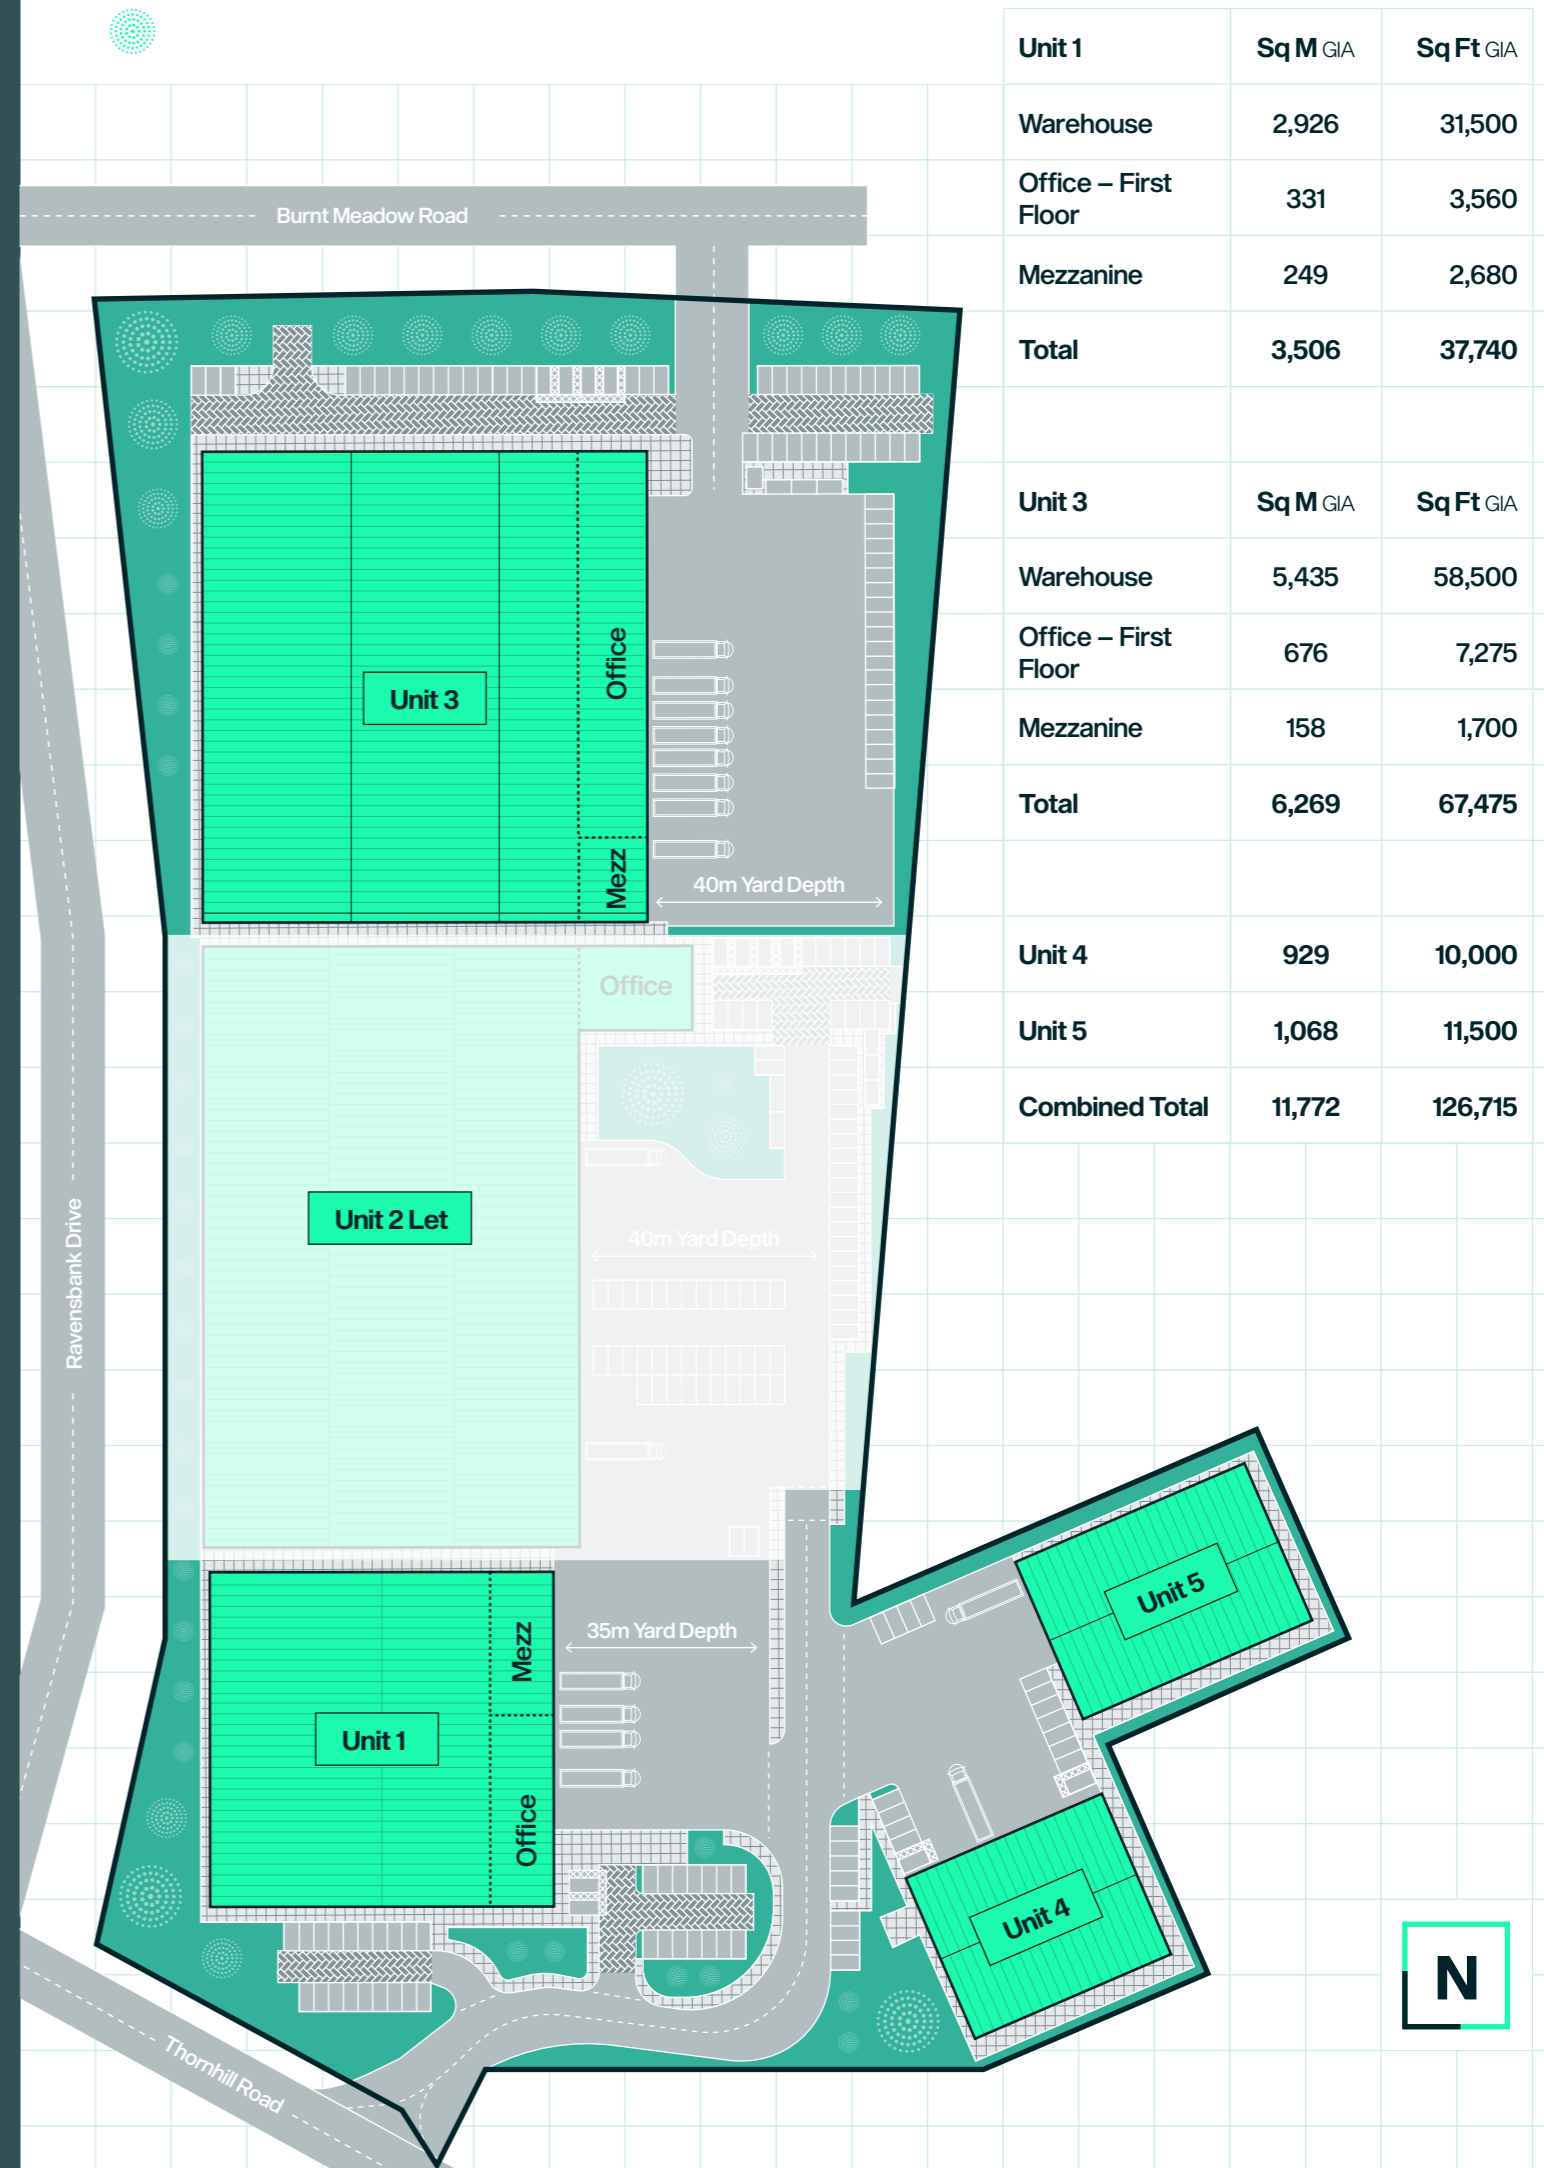 Unit 1 Sq M GIA Sq Ft GIA
Warehouse 2,926 31,500
Office – First
Floor 331 3,560
Mezzanine 249 2,680
Total 3,506 37,740
Unit 3 Sq M GIA Sq Ft GIA
Warehouse 5,435 58,500
Office – First
Floor 676 7,275
Mezzanine 158 1,700
Total 6,269 67,475
Unit 4 929 10,000
Unit 5 1,068 11,500
Combined Total 11,772 126,715
Burnt Meadow Road
Office
Unit 3
Mezz
40m Yard Depth
Office
Unit 2 Let
40m Yard Depth
Ravensbank Drive
Unit 5
Mezz
35m Yard Depth
Unit 1
Office
Unit 4
N
Thornhill Road